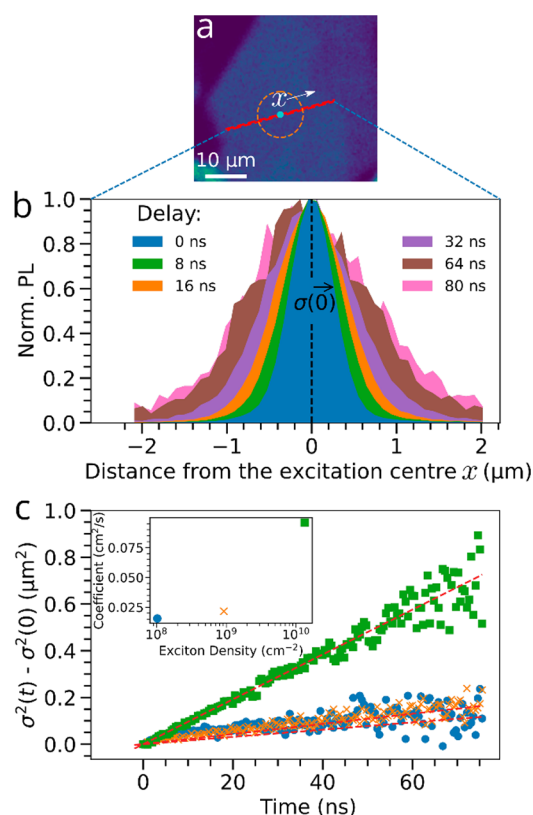 a
x
10 μm
b
Delay:
0 ns
8 ns
16 ns
32 ns
64 ns
80 ns
σ(0)
Norm. PL
1.0
0.8
0.6
0.4
0.2
0.0
−2
−1
0
1
2
Distance from the excitation centre x (μm)
c
σ²(t) - σ²(0) (μm²)
1.0
0.8
0.6
0.4
0.2
0.0
Coefficient (cm²/s)
0.075
0.050
0.025
10⁸
10⁹
10¹⁰
Exciton Density (cm⁻²)
0
20
40
60
Time (ns)